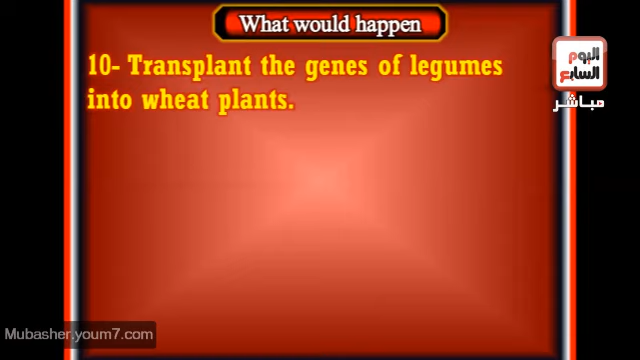 What would happen
10- Transplant the genes of legumes
into wheat plants.
اليوم
السابع
مباشر
Mubasher.youm7.com